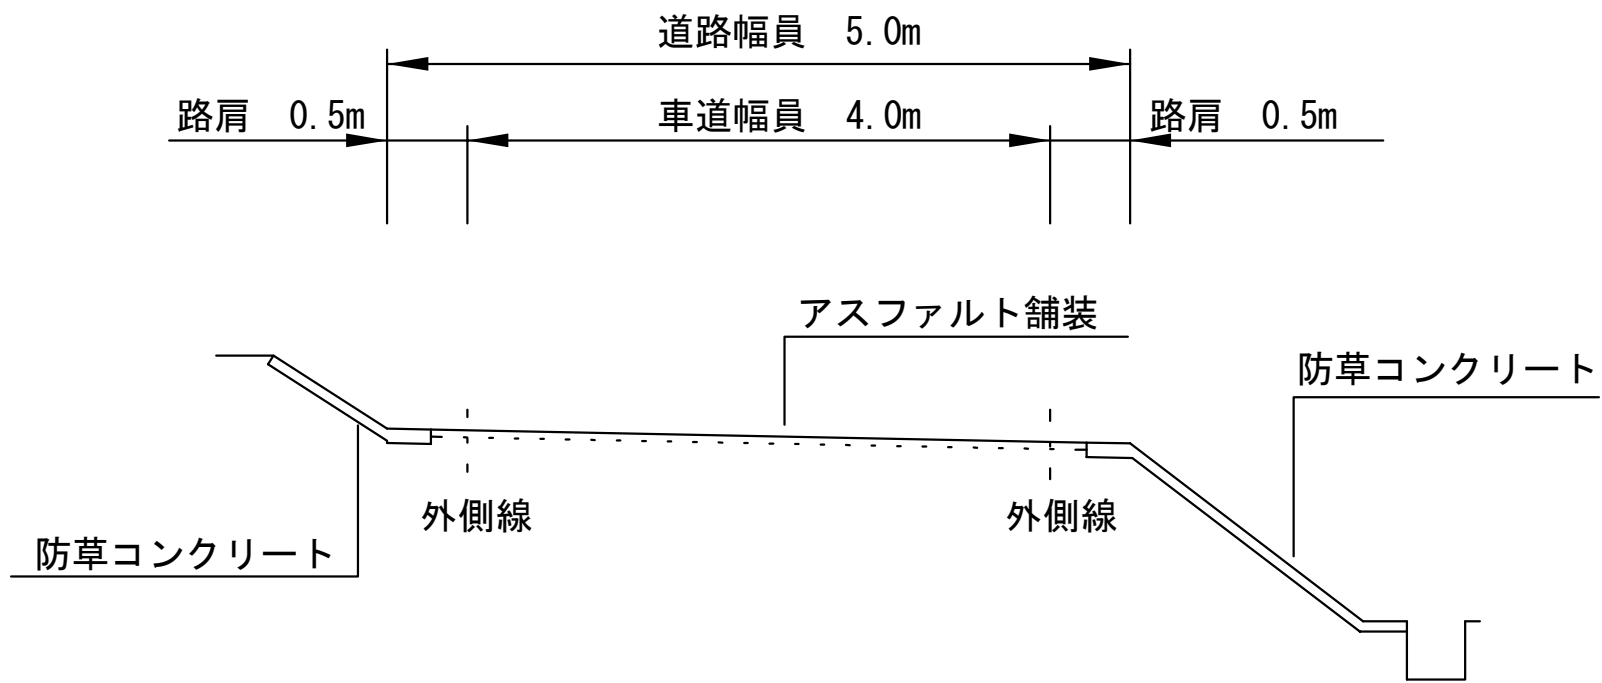 道路幅員　5.0m
路肩　0.5m
車道幅員　4.0m
路肩　0.5m
アスファルト舗装
防草コンクリート
外側線
外側線
防草コンクリート